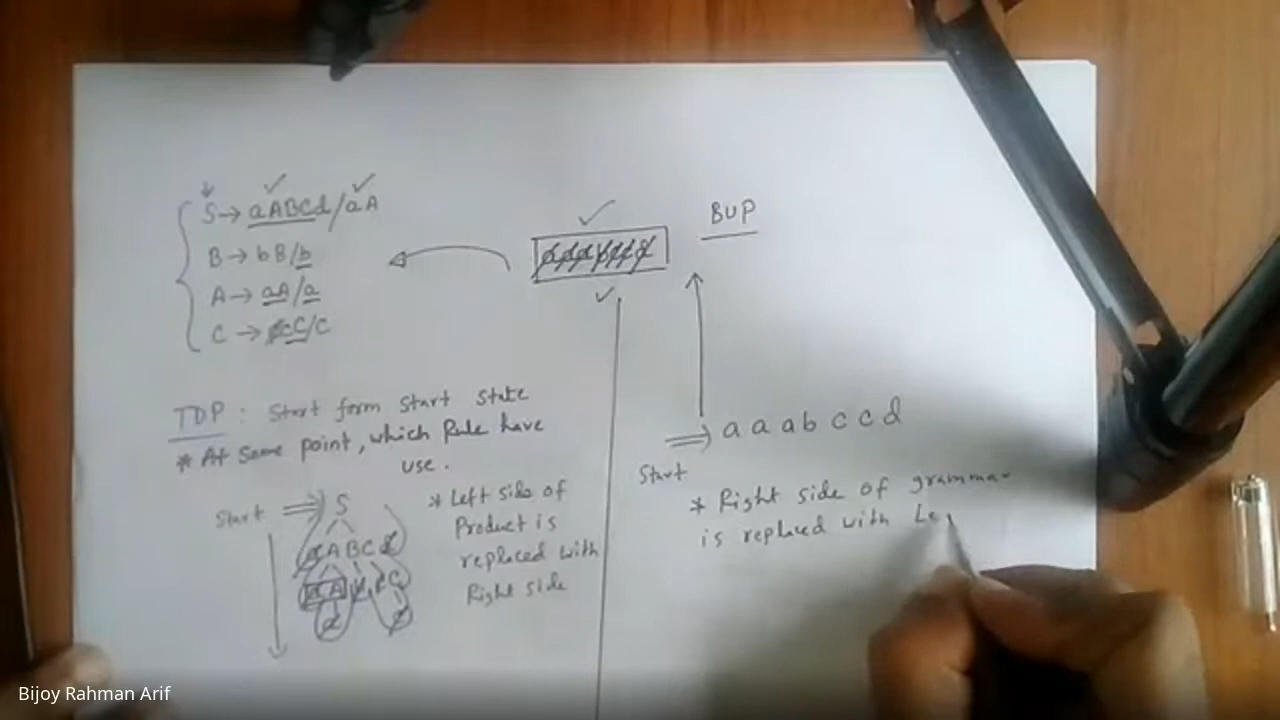 S→ aABCd/aA
B→ bB/b
A→ aA/a
C→ cC/C
BUP
TDP : Start form Start State
* At Some point, which Rule have
use.
Start ⇒ S
aABCd
a A
a
* Left side of
Product is
replaced with
Right side
Start ⇒ a a a b c c d
* Right side of grammar
is replaced with Le
Bijoy Rahman Arif